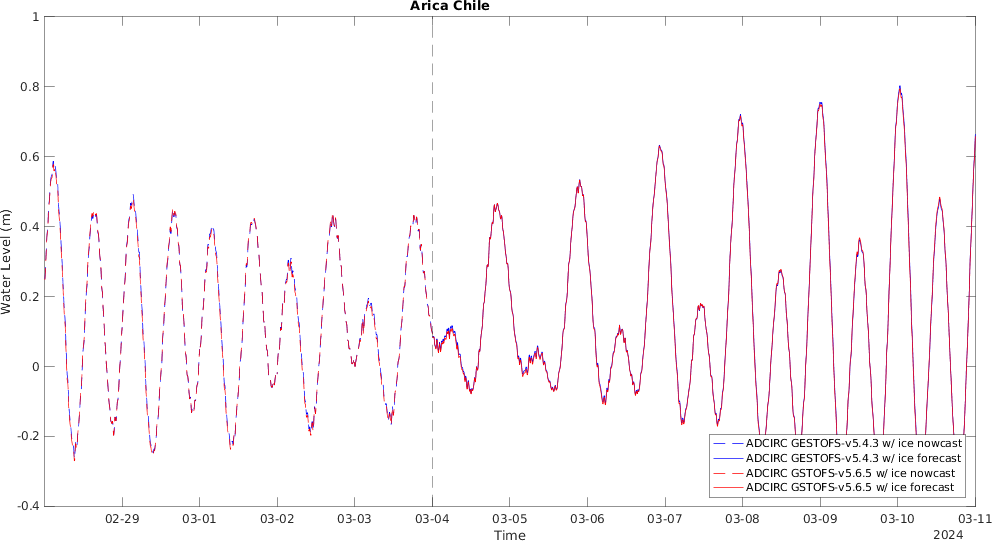 Arica Chile
Water Level (m)
1
0.8
0.6
0.4
0.2
0
-0.2
-0.4
ADCIRC GESTOFS-v5.4.3 w/ ice nowcast
ADCIRC GESTOFS-v5.4.3 w/ ice forecast
ADCIRC GSTOFS-v5.6.5 w/ ice nowcast
ADCIRC GSTOFS-v5.6.5 w/ ice forecast
02-29 03-01 03-02 03-03 03-04 03-05 03-06 03-07 03-08 03-09 03-10 03-11
Time
2024